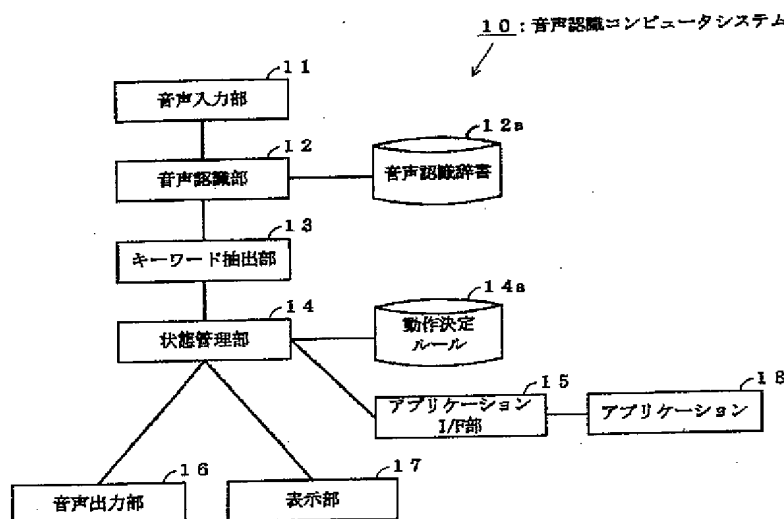 10：音声認識コンピュータシステム
11
音声入力部
12
音声認識部
12a
音声認識辞書
13
キーワード抽出部
14
状態管理部
14a
動作決定
ルール
15
アプリケーション
I/F部
18
アプリケーション
16
音声出力部
17
表示部